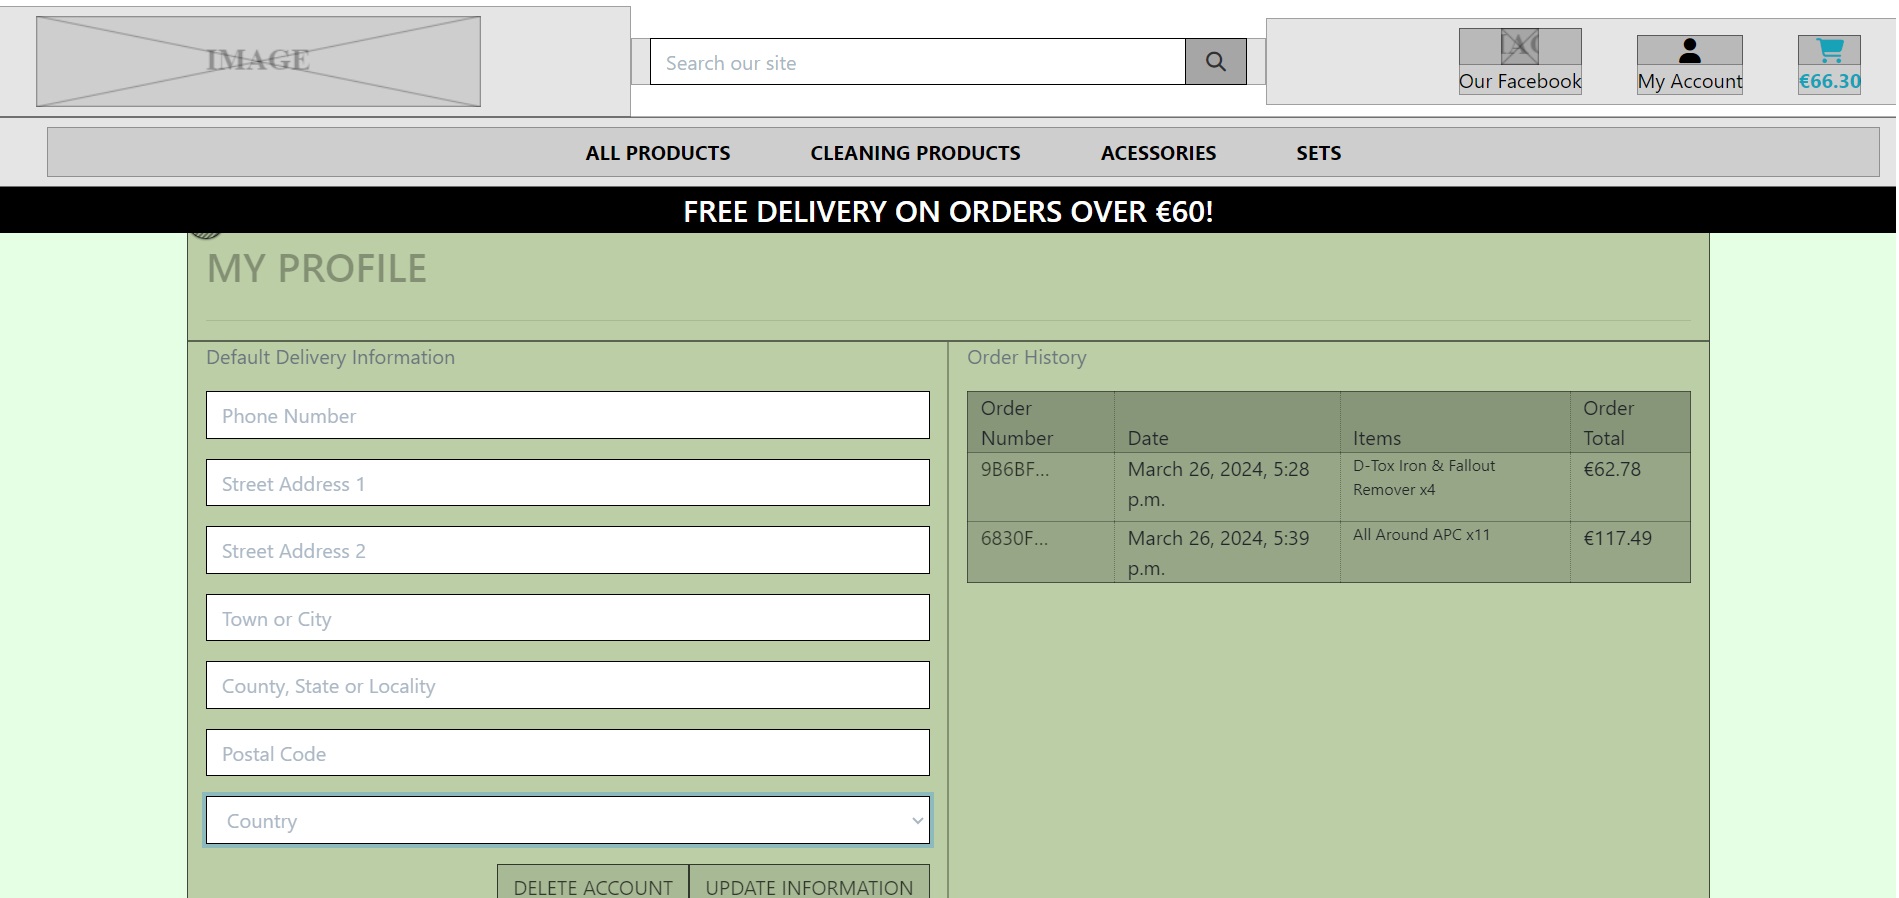 IMAGE
Search our site
Our Facebook
My Account
€66.30
ALL PRODUCTS
CLEANING PRODUCTS
ACESSORIES
SETS
FREE DELIVERY ON ORDERS OVER €60!
MY PROFILE
Default Delivery Information
Phone Number
Street Address 1
Street Address 2
Town or City
County, State or Locality
Postal Code
Country
DELETE ACCOUNT
UPDATE INFORMATION
Order History
Order
Number
Date
Items
Order
Total
9B6BF...
March 26, 2024, 5:28
p.m.
D-Tox Iron & Fallout
Remover x4
€62.78
6830F...
March 26, 2024, 5:39
p.m.
All Around APC x11
€117.49